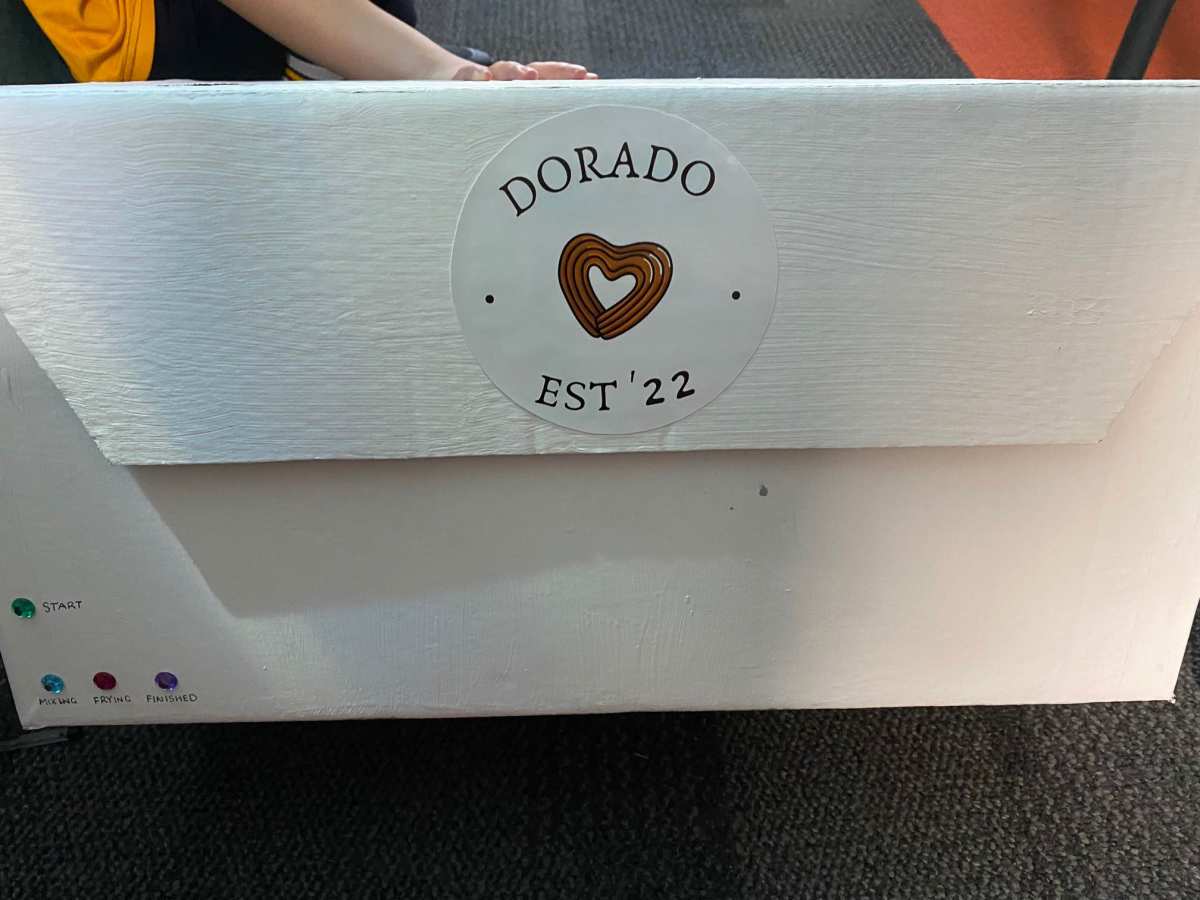 DORADO
EST '22
START
MIXING FRYING FINISHED